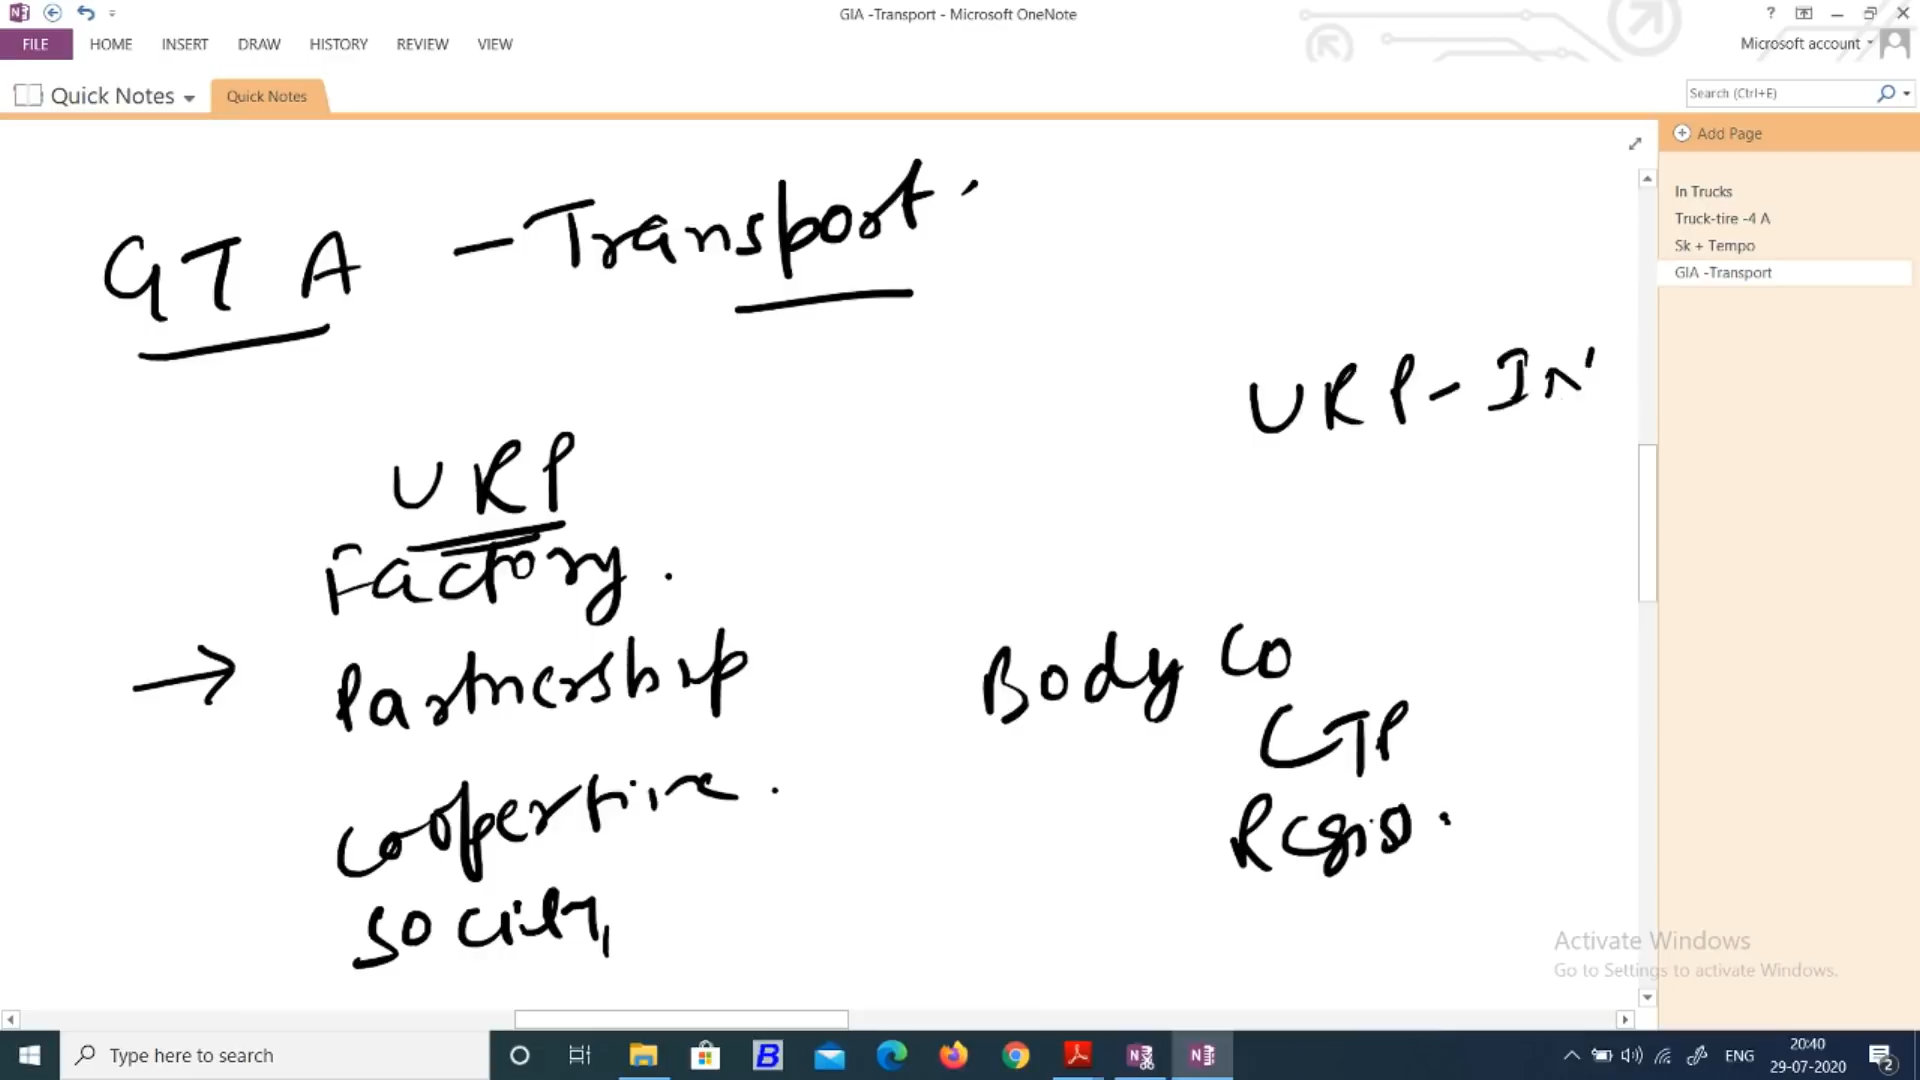 GIA -Transport - Microsoft OneNote
?
FILE HOME INSERT DRAW HISTORY REVIEW VIEW
Microsoft account
Quick Notes
Quick Notes
Search (Ctrl+E)
Add Page
In Trucks
Truck-tire -4 A
Sk + Tempo
GIA -Transport
GTA - Transport.
URP - In
URP
Factory.
Partnership
Body Co
CTP
Regis.
Activate Windows
Go to Settings to activate Windows.
Type here to search
ENG
20:40
29-07-2020
2